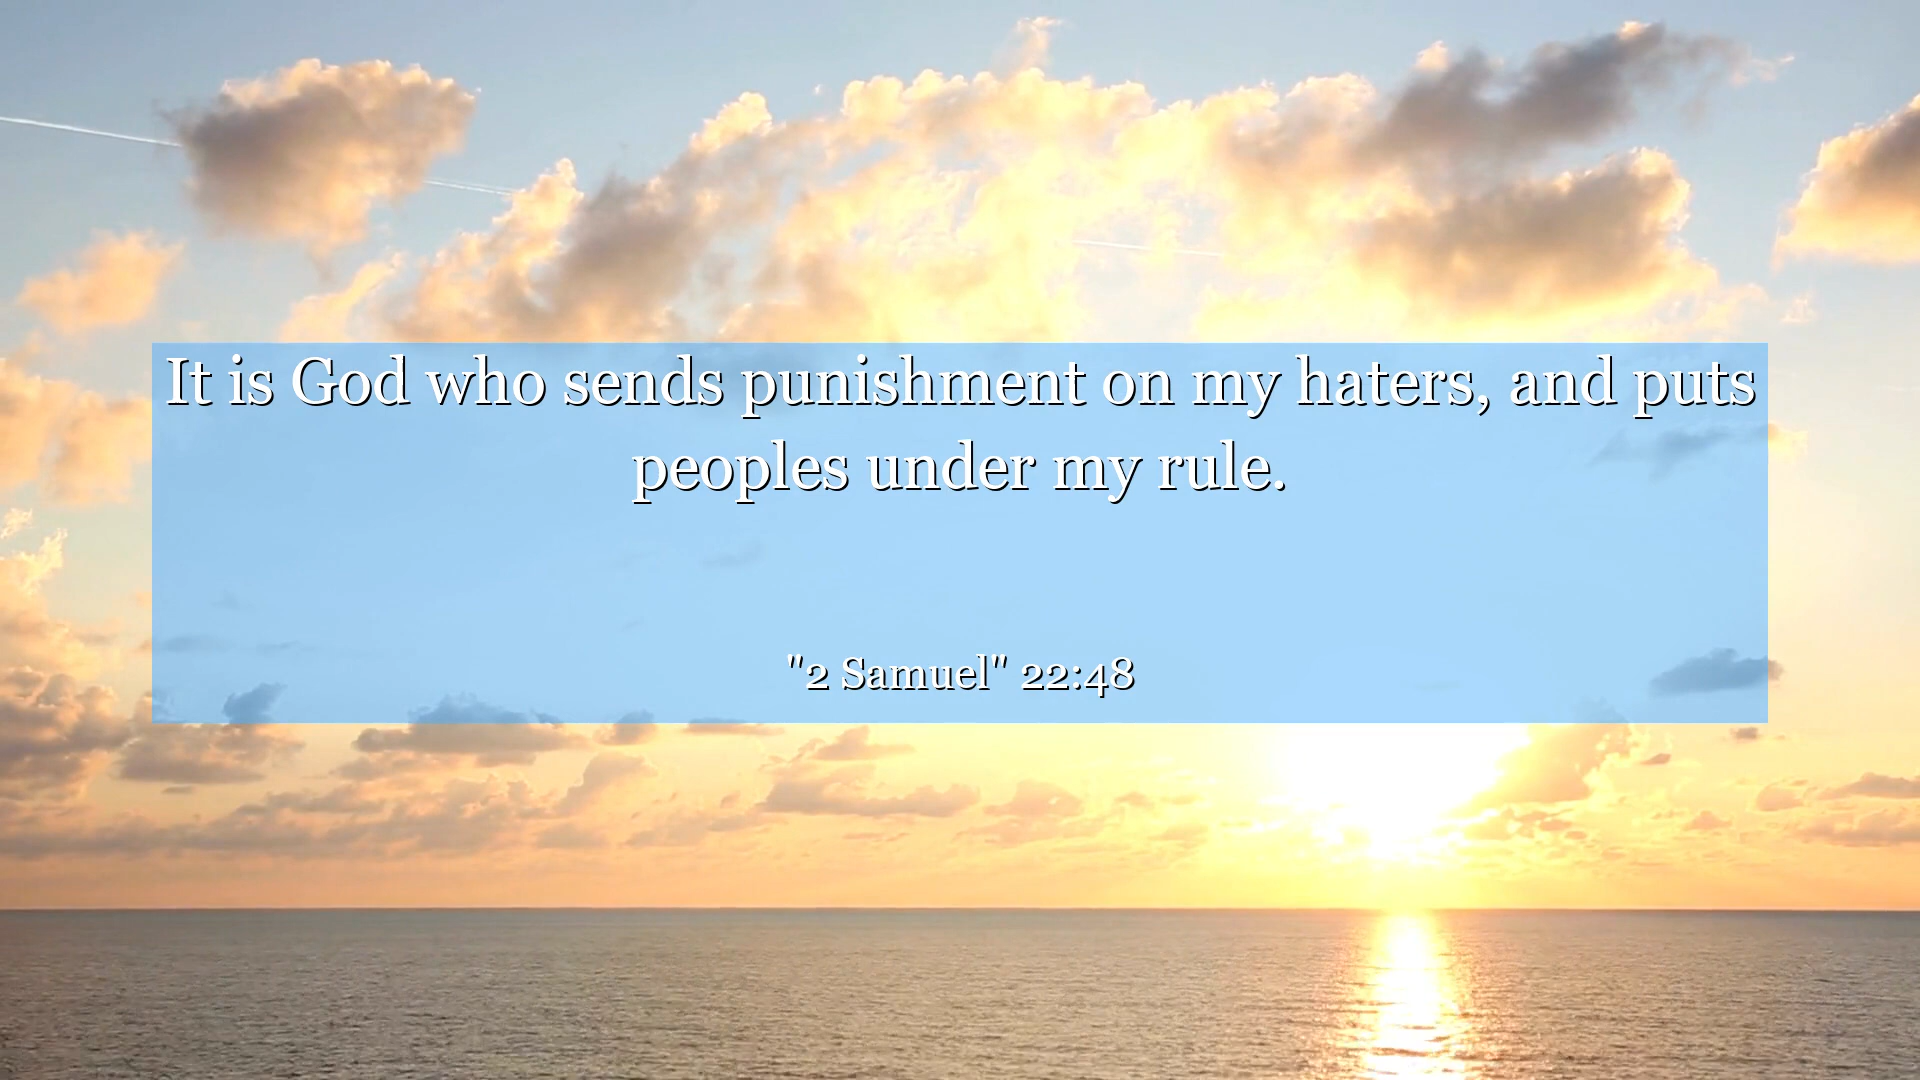 It is God who sends punishment on my haters, and puts
peoples under my rule.
"2 Samuel" 22:48